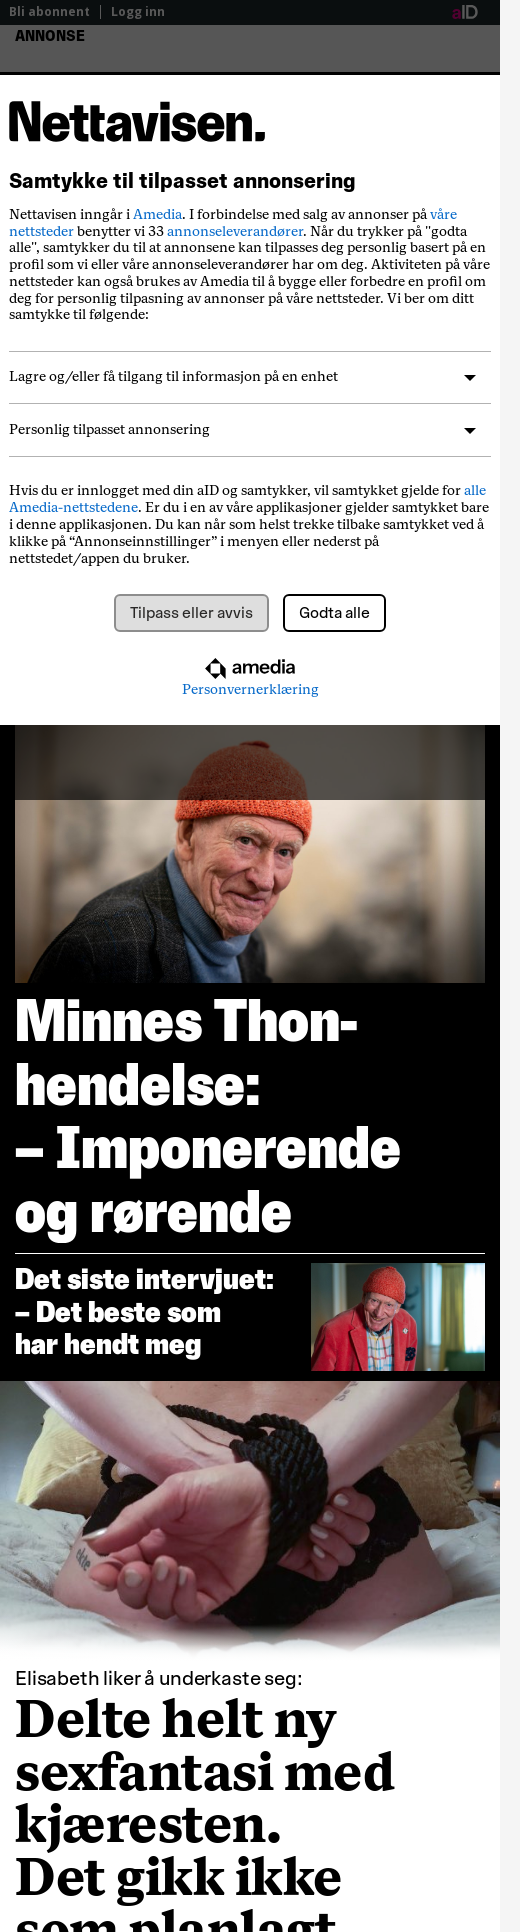 Bli abonnent | Logg inn
aID
ANNONSE
Nettavisen.
Samtykke til tilpasset annonsering
Nettavisen inngår i Amedia. I forbindelse med salg av annonser på våre
nettsteder benytter vi 33 annonseleverandører. Når du trykker på "godta
alle", samtykker du til at annonsene kan tilpasses deg personlig basert på en
profil som vi eller våre annonseleverandører har om deg. Aktiviteten på våre
nettsteder kan også brukes av Amedia til å bygge eller forbedre en profil om
deg for personlig tilpasning av annonser på våre nettsteder. Vi ber om ditt
samtykke til følgende:
Lagre og/eller få tilgang til informasjon på en enhet
Personlig tilpasset annonsering
Hvis du er innlogget med din aID og samtykker, vil samtykket gjelde for alle
Amedia-nettstedene. Er du i en av våre applikasjoner gjelder samtykket bare
i denne applikasjonen. Du kan når som helst trekke tilbake samtykket ved å
klikke på “Annonseinnstillinger” i menyen eller nederst på
nettstedet/appen du bruker.
Tilpass eller avvis
Godta alle
amedia
Personvernerklæring
Minnes Thon-
hendelse:
– Imponerende
og rørende
Det siste intervjuet:
– Det beste som
har hendt meg
Elisabeth liker å underkaste seg:
Delte helt ny
sexfantasi med
kjæresten.
Det gikk ikke
som planlagt